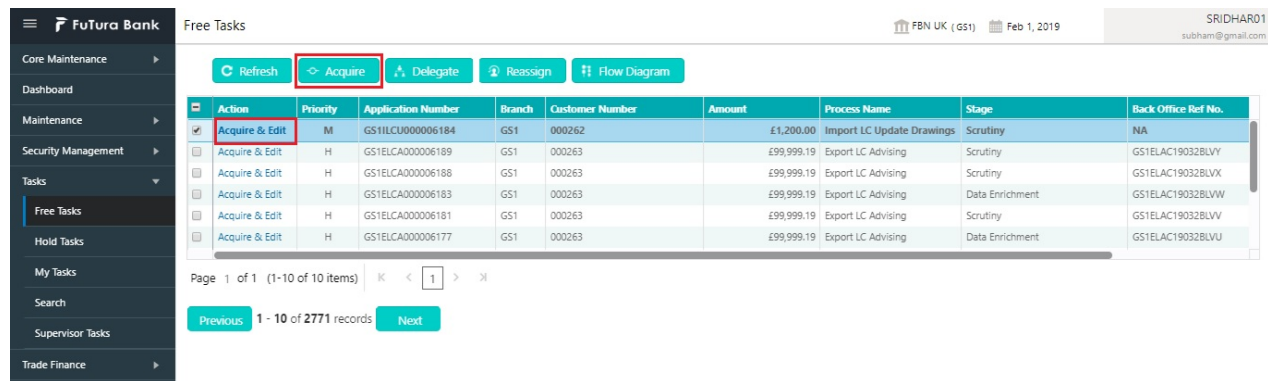 FuTura Bank
Free Tasks
FBN UK (GS1)
Feb 1, 2019
SRIDHAR01
subham@gmail.com
Core Maintenance
Dashboard
Maintenance
Security Management
Tasks
Free Tasks
Hold Tasks
My Tasks
Search
Supervisor Tasks
Trade Finance
Refresh Acquire Delegate Reassign Flow Diagram
Action Priority Application Number Branch Customer Number Amount Process Name Stage Back Office Ref No.
Acquire & Edit M GS1ILCU000006184 GS1 000262 £1,200.00 Import LC Update Drawings Scrutiny NA
Acquire & Edit H GS1ELCA000006189 GS1 000263 £99,999.19 Export LC Advising Scrutiny GS1ELAC19032BLVY
Acquire & Edit H GS1ELCA000006188 GS1 000263 £99,999.19 Export LC Advising Scrutiny GS1ELAC19032BLVX
Acquire & Edit H GS1ELCA000006183 GS1 000263 £99,999.19 Export LC Advising Data Enrichment GS1ELAC19032BLVW
Acquire & Edit H GS1ELCA000006181 GS1 000263 £99,999.19 Export LC Advising Scrutiny GS1ELAC19032BLVV
Acquire & Edit H GS1ELCA000006177 GS1 000263 £99,999.19 Export LC Advising Data Enrichment GS1ELAC19032BLVU
Page 1 of 1 (1-10 of 10 items) K < 1 > >|
Previous 1 - 10 of 2771 records Next